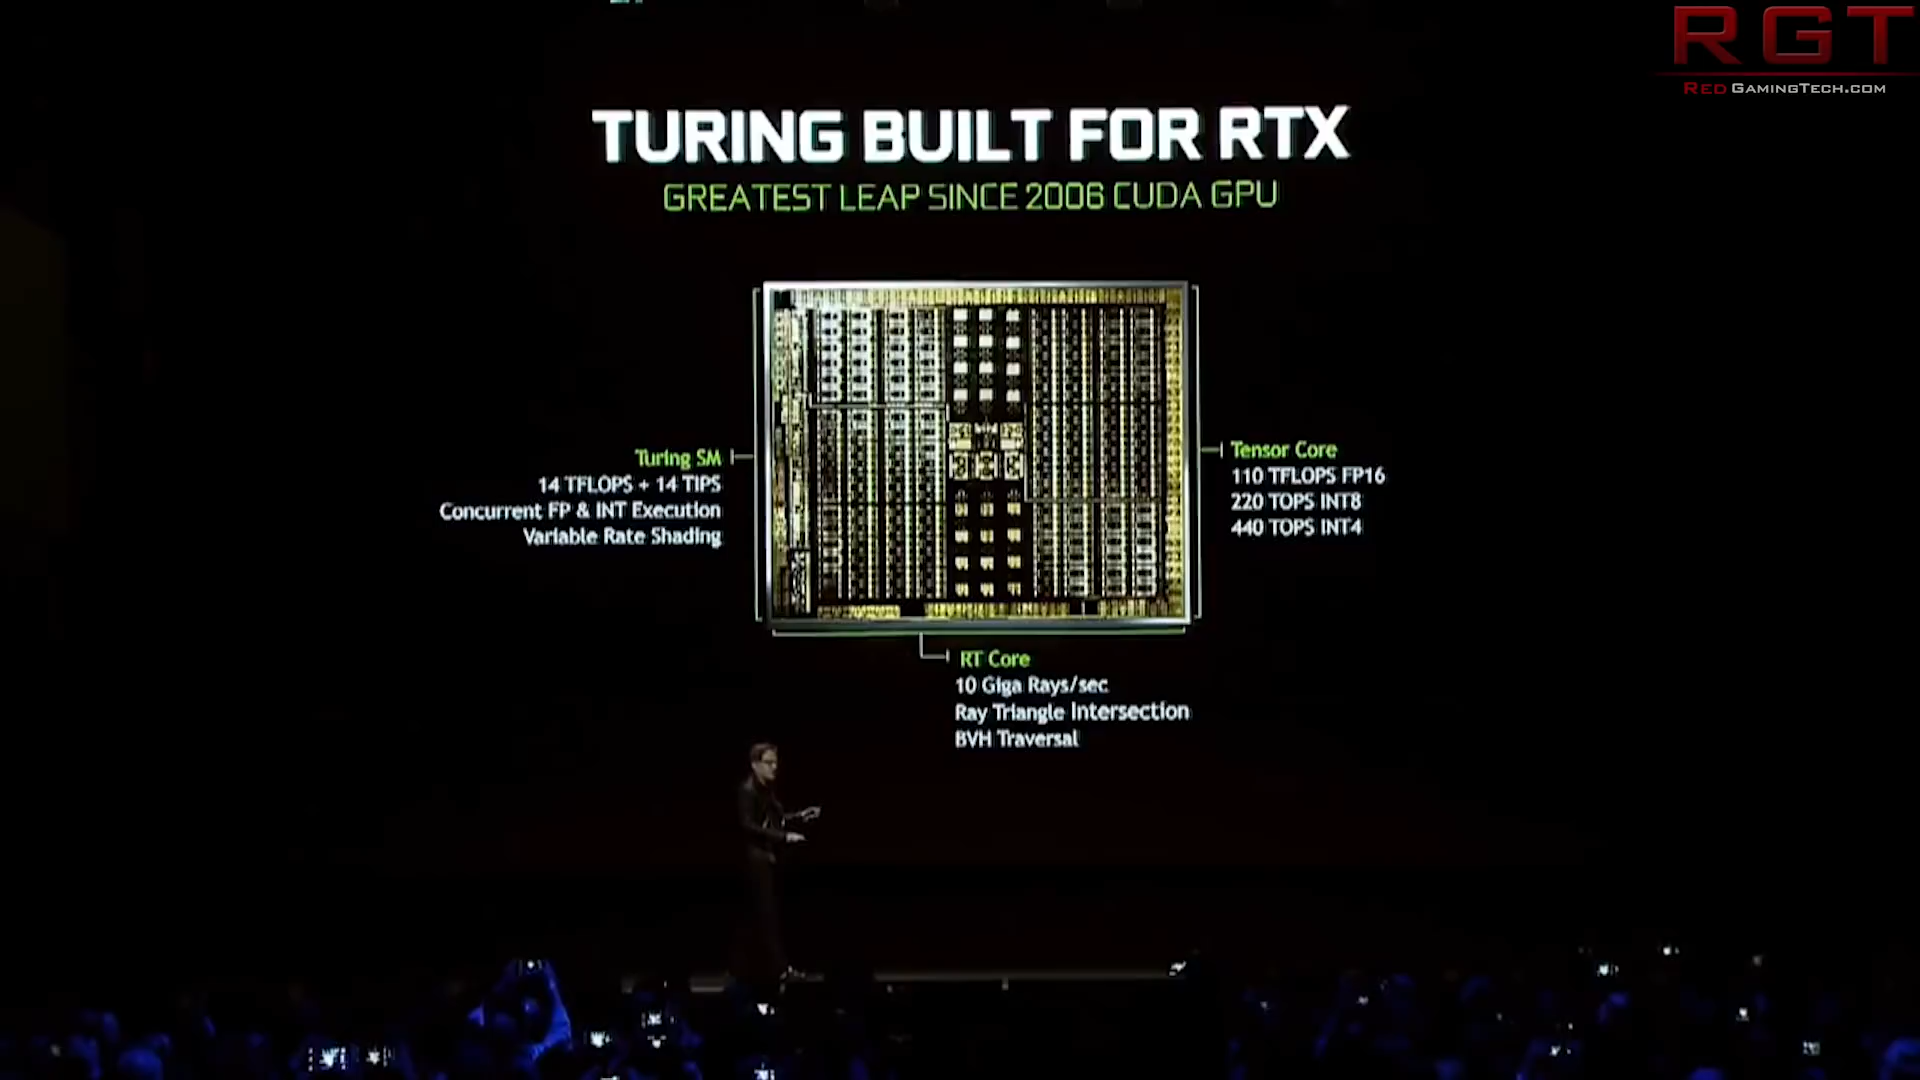 RGT
RedGamingTech.com
TURING BUILT FOR RTX
GREATEST LEAP SINCE 2006 CUDA GPU
Turing SM
14 TFLOPS + 14 TIPS
Concurrent FP & INT Execution
Variable Rate Shading
Tensor Core
110 TFLOPS FP16
220 TOPS INT8
440 TOPS INT4
RT Core
10 Giga Rays/sec
Ray Triangle Intersection
BVH Traversal